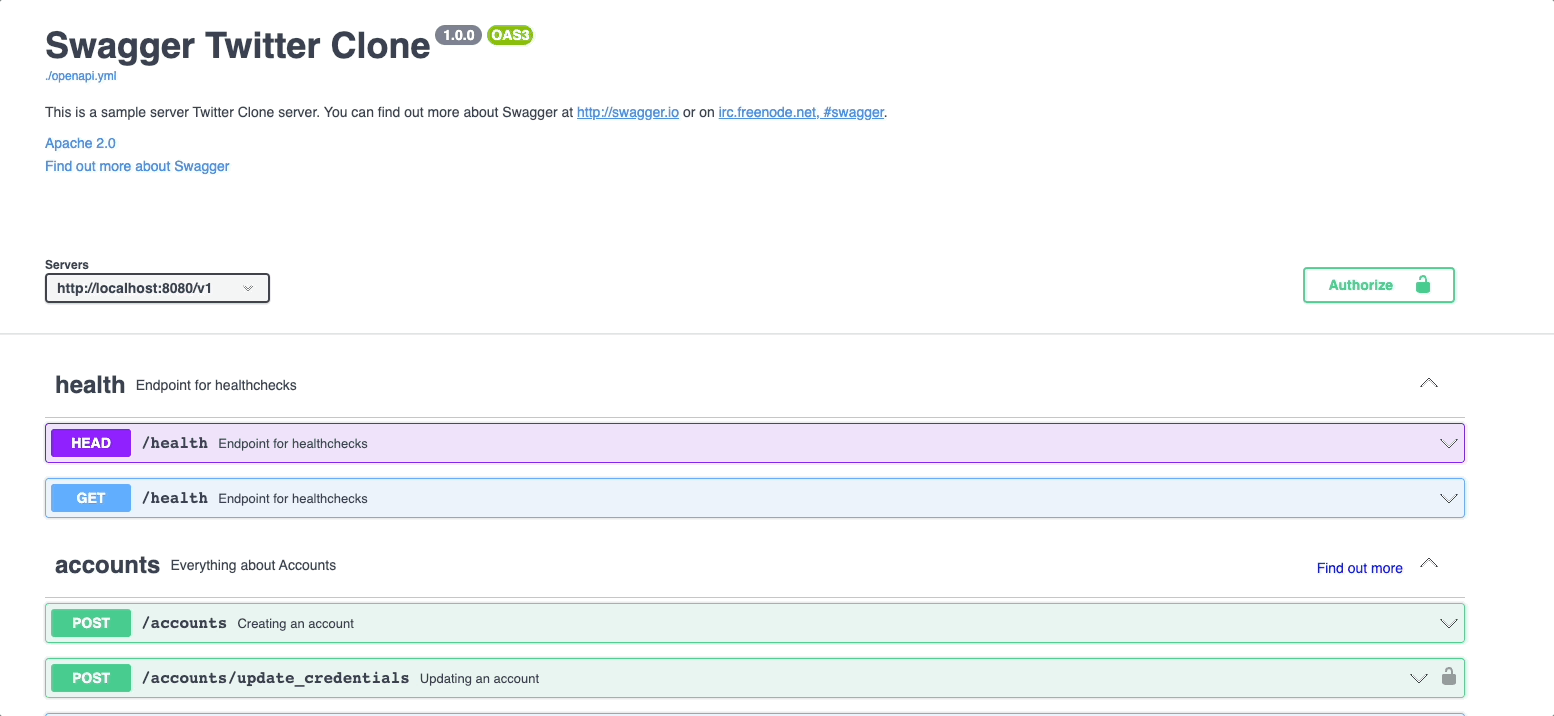 Swagger Twitter Clone 1.0.0 OAS3
./openapi.yml
This is a sample server Twitter Clone server. You can find out more about Swagger at http://swagger.io or on irc.freenode.net, #swagger.
Apache 2.0
Find out more about Swagger
Servers
http://localhost:8080/v1
Authorize
health Endpoint for healthchecks
HEAD /health Endpoint for healthchecks
GET /health Endpoint for healthchecks
accounts Everything about Accounts Find out more
POST /accounts Creating an account
POST /accounts/update_credentials Updating an account